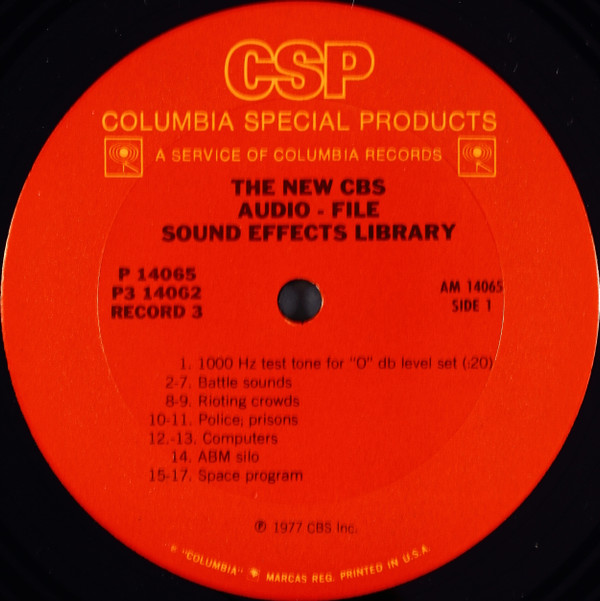 CSP
COLUMBIA SPECIAL PRODUCTS
A SERVICE OF COLUMBIA RECORDS
THE NEW CBS
AUDIO - FILE
SOUND EFFECTS LIBRARY
P 14065
P3 14062
RECORD 3
AM 14065
SIDE 1
1. 1000 Hz test tone for "O" db level set (:20)
2-7. Battle sounds
8-9. Rioting crowds
10-11. Police; prisons
12.-13. Computers
14. ABM silo
15-17. Space program
℗ 1977 CBS Inc.
"COLUMBIA" MARCAS REG. PRINTED IN U.S.A.